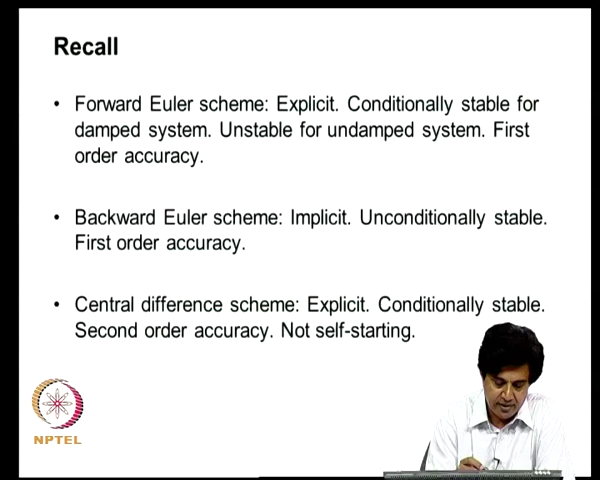 Recall
• Forward Euler scheme: Explicit. Conditionally stable for
damped system. Unstable for undamped system. First
order accuracy.
• Backward Euler scheme: Implicit. Unconditionally stable.
First order accuracy.
• Central difference scheme: Explicit. Conditionally stable.
Second order accuracy. Not self-starting.
NPTEL